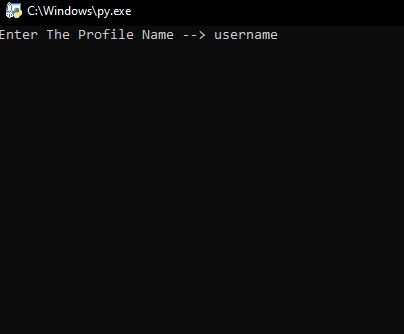 C:\Windows\py.exe
Enter The Profile Name --> username